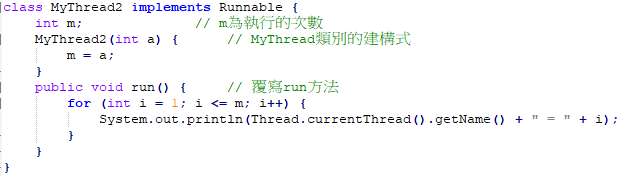 class MyThread2 implements Runnable {
    int m;              // m為執行的次數
    MyThread2(int a) {      // MyThread類別的建構式
        m = a;
    }
    public void run() {     // 覆寫run方法
        for (int i = 1; i <= m; i++) {
            System.out.println(Thread.currentThread().getName() + " = " + i);
        }
    }
}